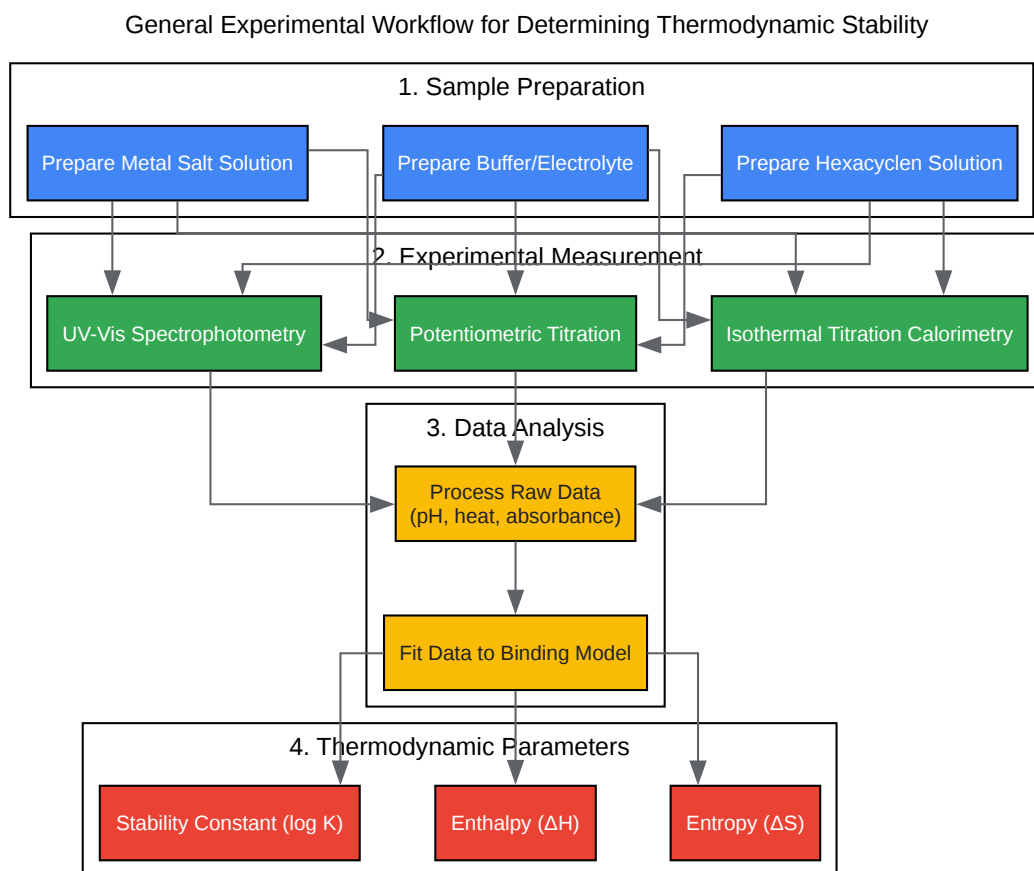 General Experimental Workflow for Determining Thermodynamic Stability
1. Sample Preparation
Prepare Metal Salt Solution
Prepare Buffer/Electrolyte
Prepare Hexacyclen Solution
2. Experimental Measurement
UV-Vis Spectrophotometry
Potentiometric Titration
Isothermal Titration Calorimetry
3. Data Analysis
Process Raw Data
(pH, heat, absorbance)
Fit Data to Binding Model
4. Thermodynamic Parameters
Stability Constant (log K)
Enthalpy (ΔH)
Entropy (ΔS)